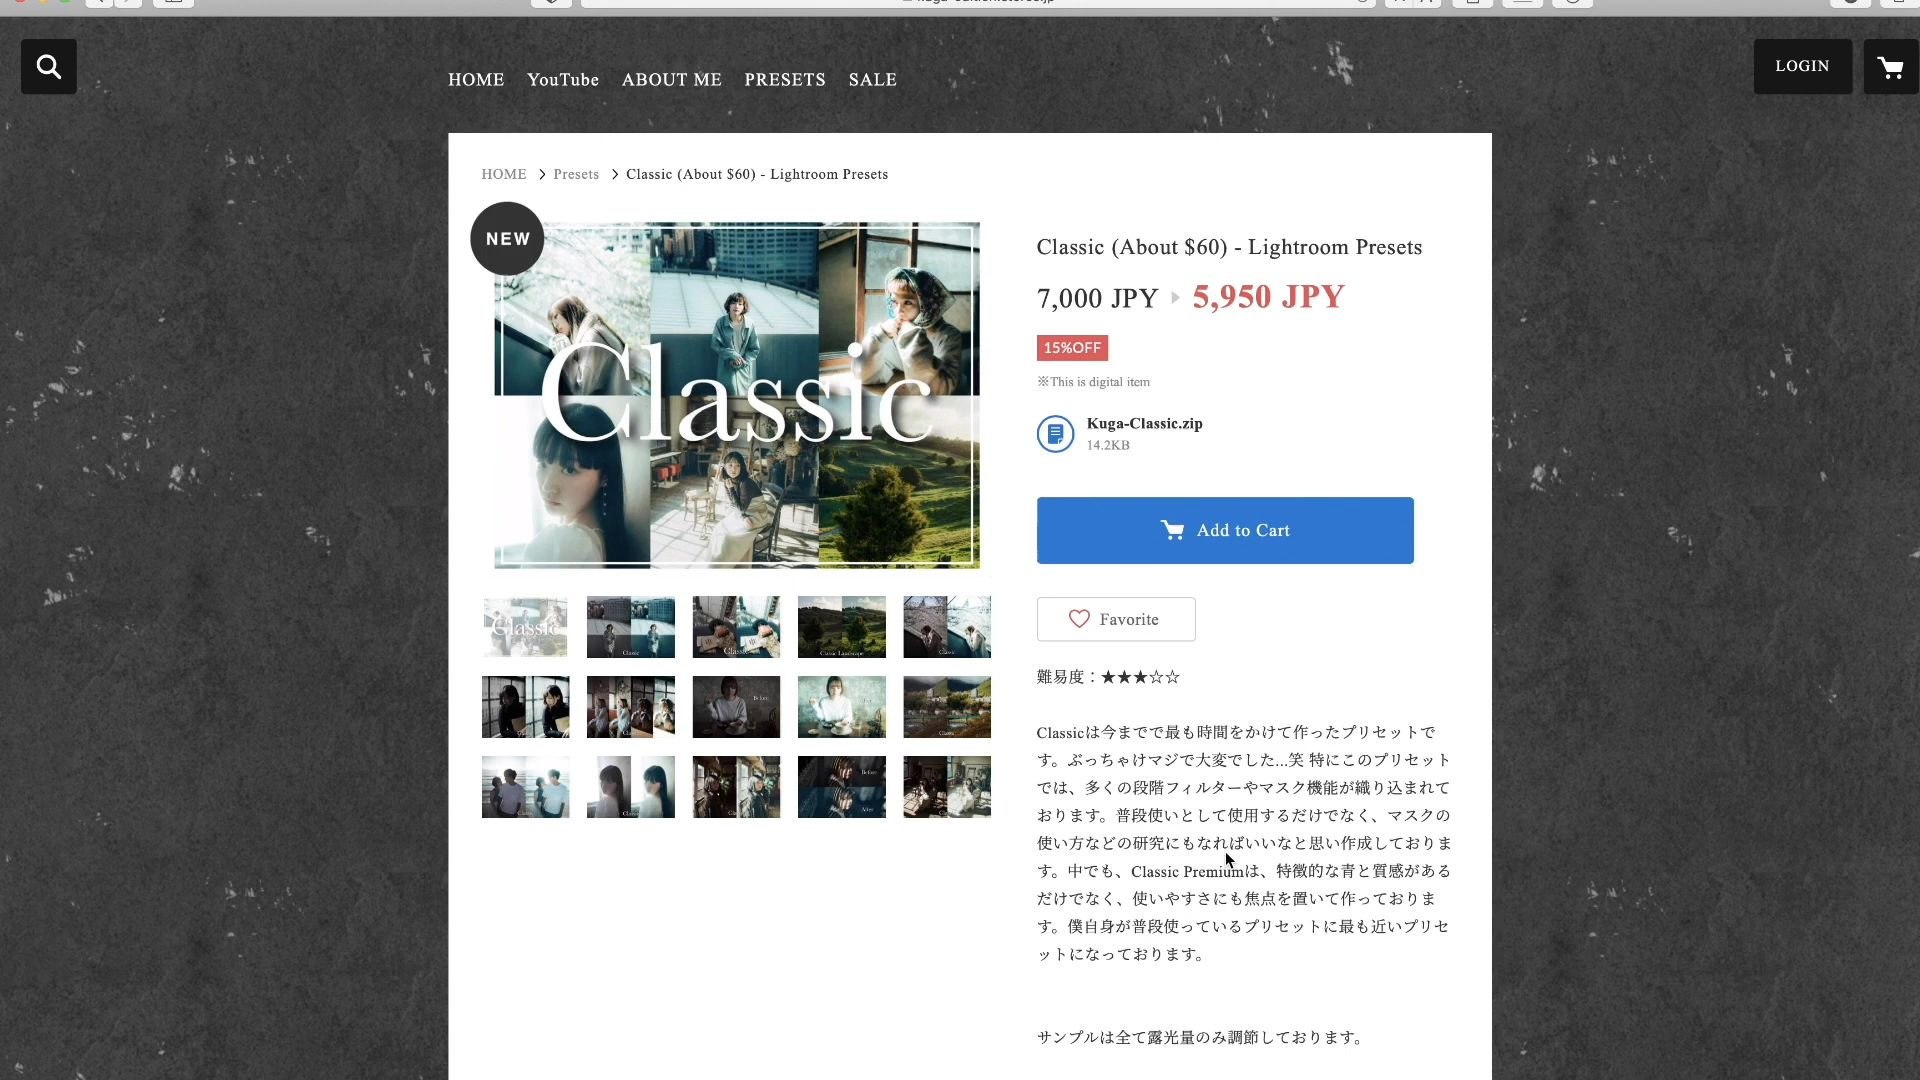 HOME YouTube ABOUT ME PRESETS SALE
LOGIN
HOME > Presets > Classic (About $60) - Lightroom Presets
NEW
Classic
Classic (About $60) - Lightroom Presets
7,000 JPY ▶ 5,950 JPY
15%OFF
※This is digital item
Kuga-Classic.zip
14.2KB
Add to Cart
Favorite
難易度：★★★☆☆
Classicは今までで最も時間をかけて作ったプリセットで
す。ぶっちゃけマジで大変でした...笑 特にこのプリセット
では、多くの段階フィルターやマスク機能が織り込まれて
おります。普段使いとして使用するだけでなく、マスクの
使い方などの研究にもなればいいなと思い作成しておりま
す。中でも、Classic Premiumは、特徴的な青と質感がある
だけでなく、使いやすさにも焦点を置いて作っておりま
す。僕自身が普段使っているプリセットに最も近いプリセ
ットになっております。
サンプルは全て露光量のみ調節しております。